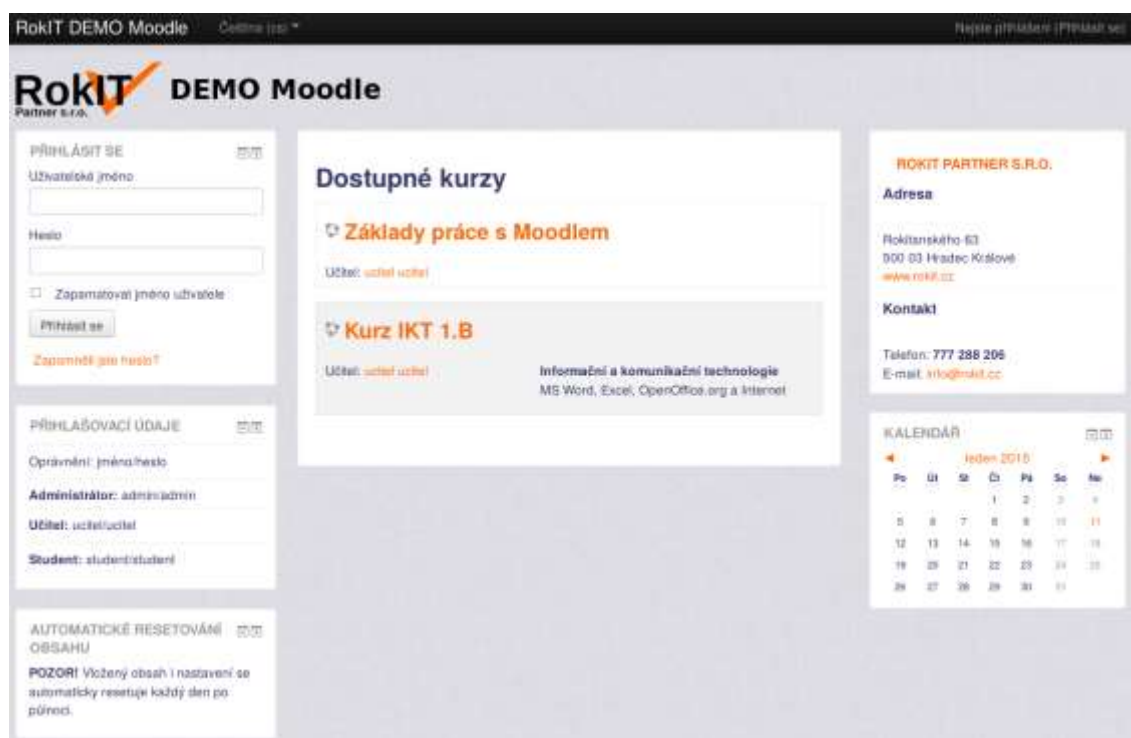 RokIT DEMO Moodle
Čeština (cs)
Nejste přihlášeni (Přihlásit se)
RokIT
Partner s.r.o.
DEMO Moodle
PŘIHLÁSIT SE
Uživatelské jméno
Heslo
Zapamatovat jméno uživatele
Přihlásit se
Zapomněli jste heslo?
PŘIHLAŠOVACÍ ÚDAJE
Oprávnění: jméno/heslo
Administrátor: admin/admin
Učitel: ucitel/ucitel
Student: student/student
AUTOMATICKÉ RESETOVÁNÍ
OBSAHU
POZOR! Vložený obsah i nastavení se
automaticky resetuje každý den po
půlnoci.
Dostupné kurzy
Základy práce s Moodlem
Učitel: ucitel ucitel
Kurz IKT 1.B
Učitel: ucitel ucitel
Informační a komunikační technologie
MS Word, Excel, OpenOffice.org a Internet
ROKIT PARTNER S.R.O.
Adresa
Rokitanského 63
500 03 Hradec Králové
www.rokit.cz
Kontakt
Telefon: 777 288 206
E-mail: info@rokit.cz
KALENDÁŘ
◄ leden 2015 ►
Po Út St Čt Pá So Ne
1 2 3 4
5 6 7 8 9 10 11
12 13 14 15 16 17 18
19 20 21 22 23 24 25
26 27 28 29 30 31